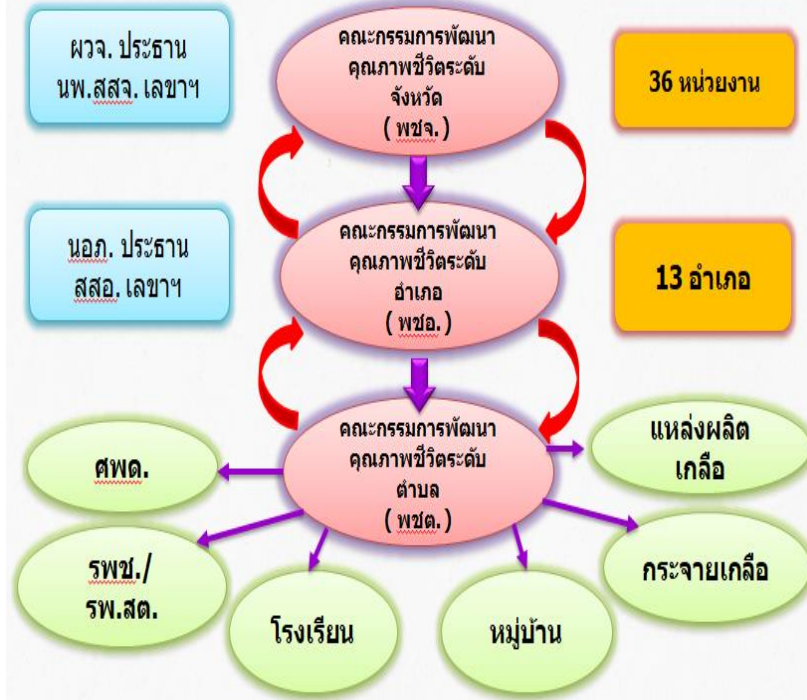 ผวจ. ประธาน
นพ.สสจ. เลขาฯ
คณะกรรมการพัฒนา
คุณภาพชีวิตระดับ
จังหวัด
( พชจ. )
36 หน่วยงาน
นอภ. ประธาน
สสอ. เลขาฯ
คณะกรรมการพัฒนา
คุณภาพชีวิตระดับ
อำเภอ
( พชอ. )
13 อำเภอ
คณะกรรมการพัฒนา
คุณภาพชีวิตระดับ
ตำบล
( พชต. )
แหล่งผลิต
เกลือ
ศพด.
รพช./
รพ.สต.
โรงเรียน
หมู่บ้าน
กระจายเกลือ